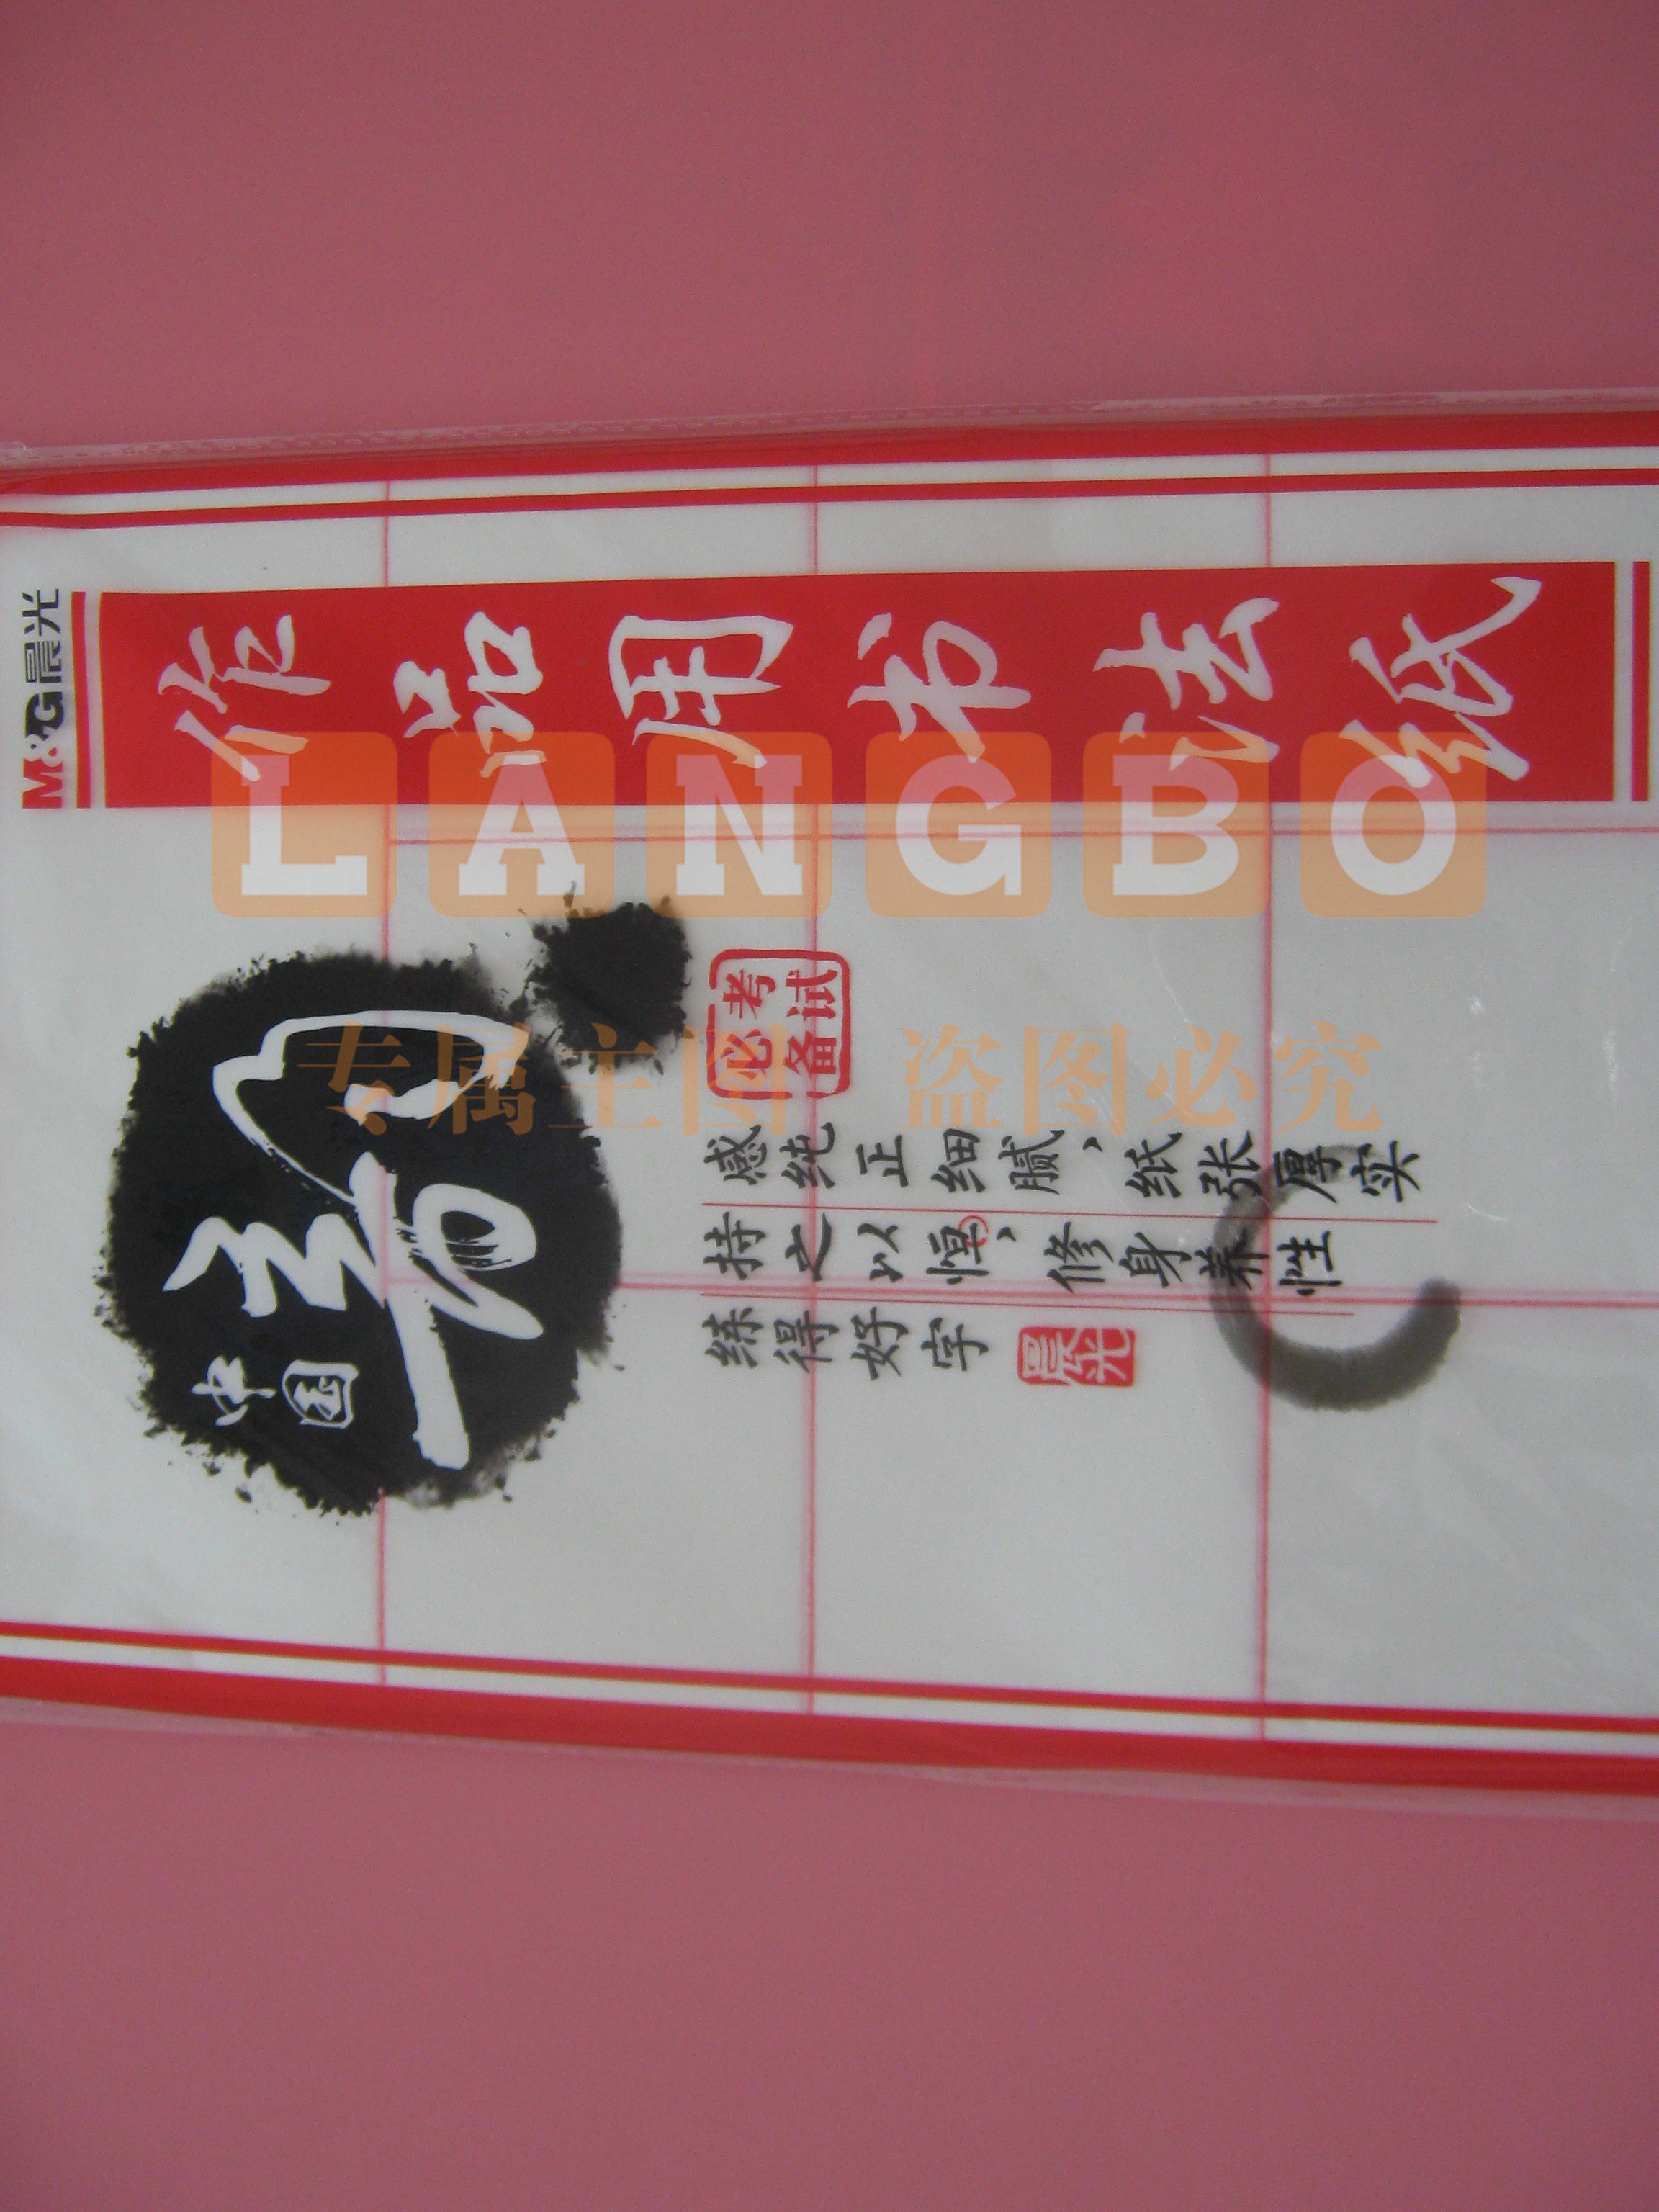 M&G晨光
作品用书法纸
LANGBO
专属主图 盗图必究
中国
考试
必备
感纯正细腻、纸张厚实
持之以恒、修身养性
练得好字
晨光